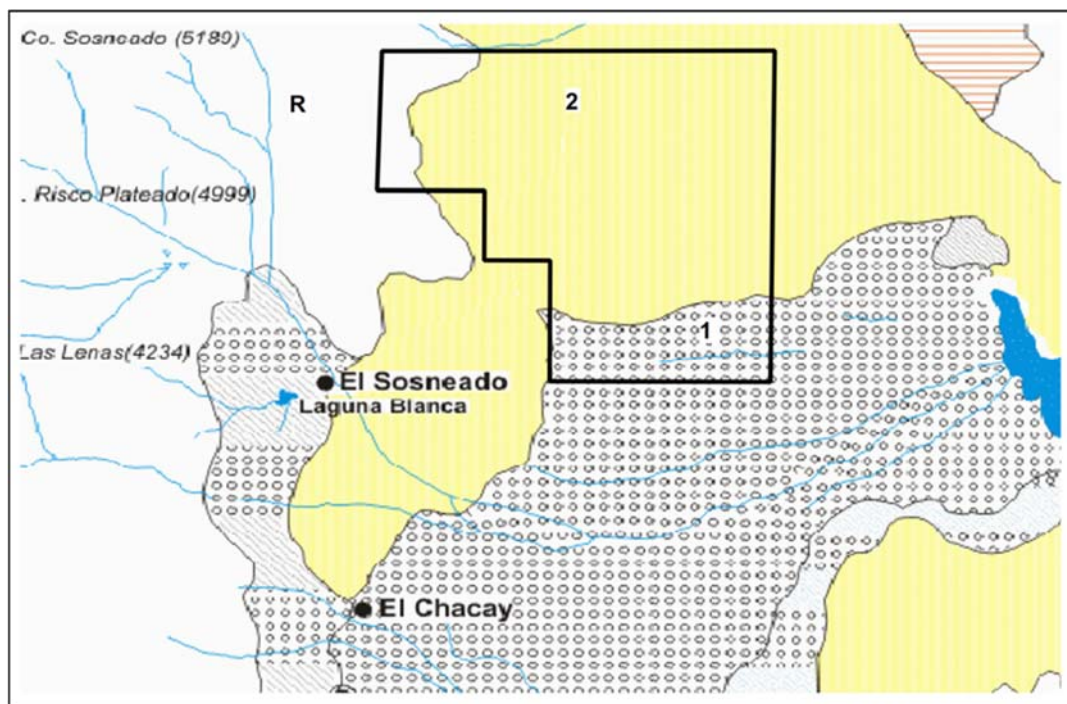 Co. Sosneado (5189)
R
2
. Risco Plateado(4999)
1
Las Lenas(4234)
El Sosneado
Laguna Blanca
El Chacay